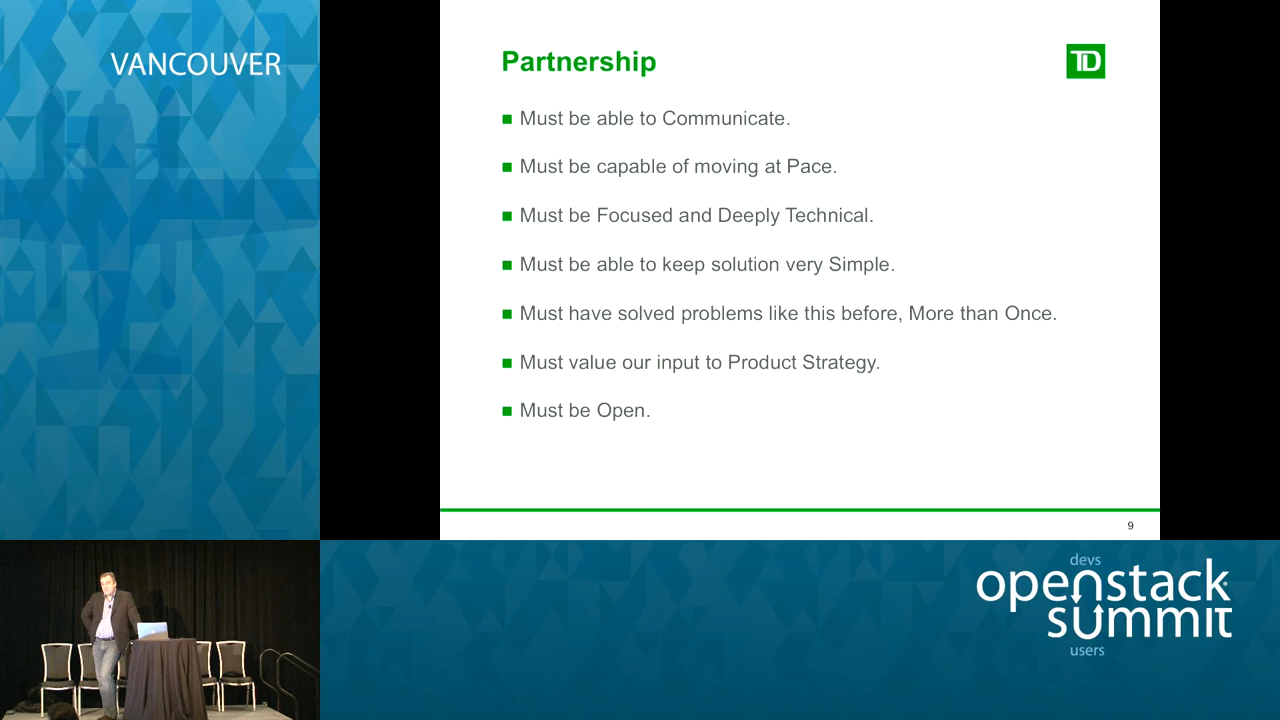 VANCOUVER
Partnership
TD
Must be able to Communicate.
Must be capable of moving at Pace.
Must be Focused and Deeply Technical.
Must be able to keep solution very Simple.
Must have solved problems like this before, More than Once.
Must value our input to Product Strategy.
Must be Open.
9
devs
openstack
summit
users